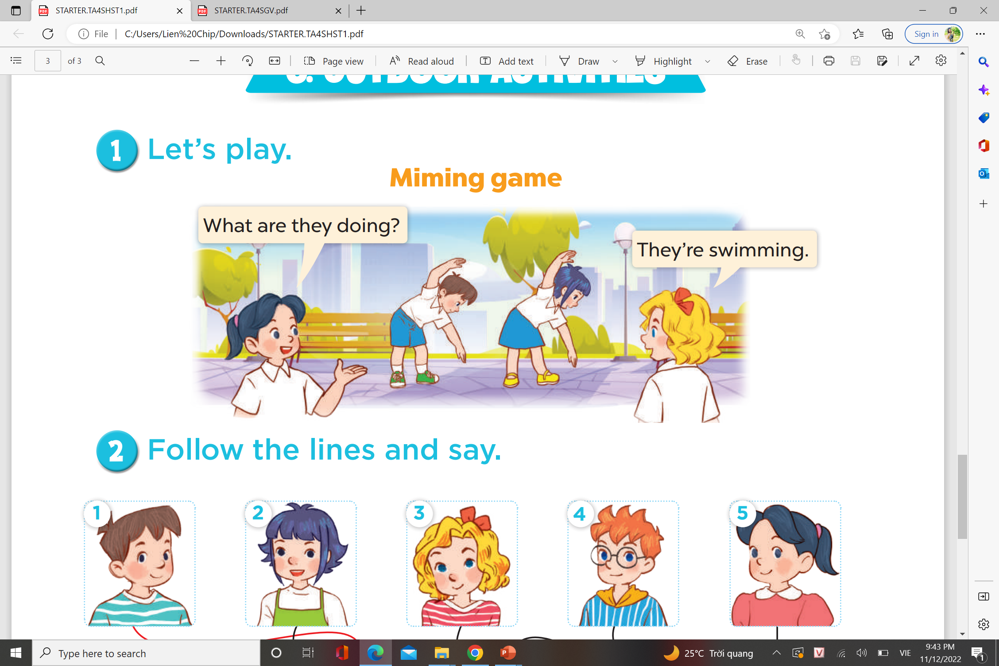 STARTER.TA4SHST1.pdf
STARTER.TA4SGV.pdf
File
C:/Users/Lien%20Chip/Downloads/STARTER.TA4SHST1.pdf
Sign in
3 of 3
Page view
Read aloud
Add text
Draw
Highlight
Erase
OUTDOOR ACTIVITIES
1 Let's play.
Miming game
What are they doing?
They're swimming.
2 Follow the lines and say.
1
2
3
4
5
Type here to search
25°C Trời quang
VIE
9:43 PM
11/12/2022
1